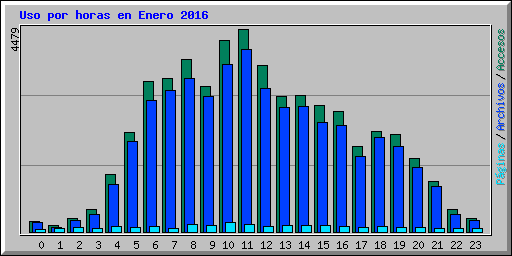 Uso por horas en Enero 2016
4479
Páginas / Archivos / Accesos
0 1 2 3 4 5 6 7 8 9 10 11 12 13 14 15 16 17 18 19 20 21 22 23